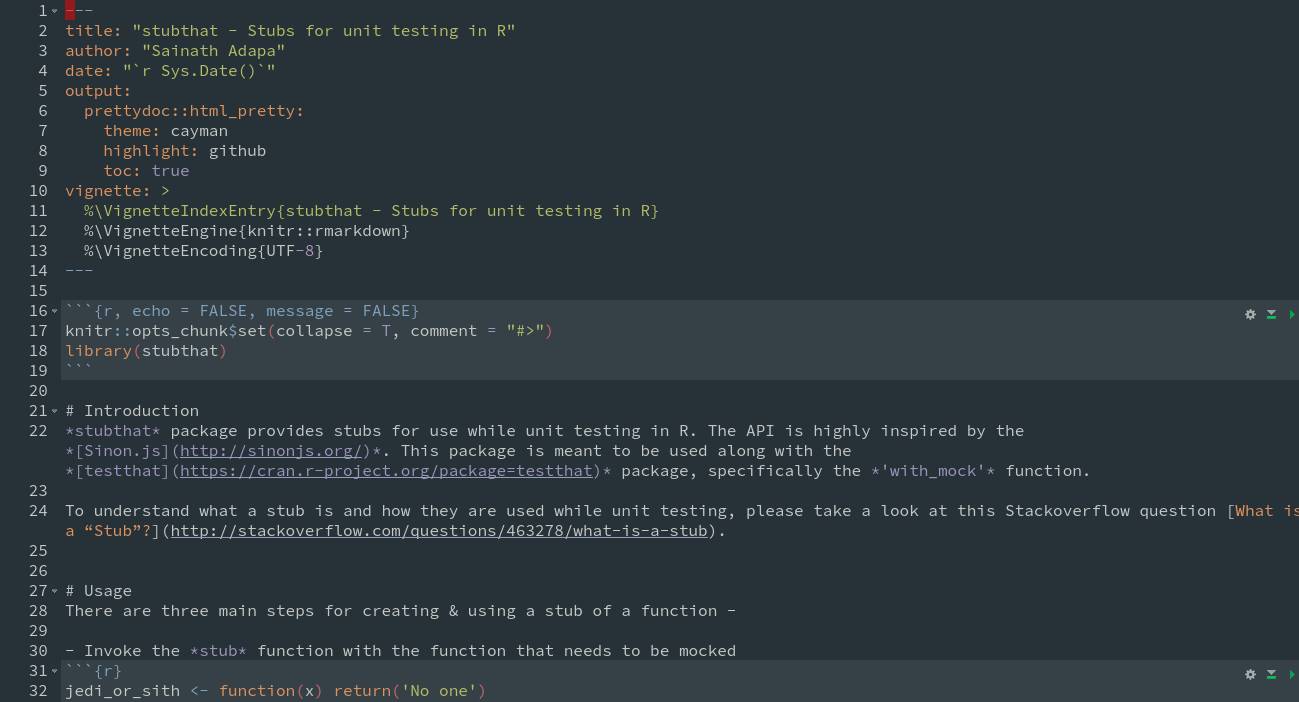 1 ---
2 title: "stubthat - Stubs for unit testing in R"
3 author: "Sainath Adapa"
4 date: "`r Sys.Date()`"
5 output:
6   prettydoc::html_pretty:
7     theme: cayman
8     highlight: github
9     toc: true
10 vignette: >
11   %\VignetteIndexEntry{stubthat - Stubs for unit testing in R}
12   %\VignetteEngine{knitr::rmarkdown}
13   %\VignetteEncoding{UTF-8}
14 ---
15
16 ```{r, echo = FALSE, message = FALSE}
17 knitr::opts_chunk$set(collapse = T, comment = "#>")
18 library(stubthat)
19 ```
20
21 # Introduction
22 *stubthat* package provides stubs for use while unit testing in R. The API is highly inspired by the
*[Sinon.js](http://sinonjs.org/)*. This package is meant to be used along with the
*[testthat](https://cran.r-project.org/package=testthat)* package, specifically the *'with_mock'* function.
23
24 To understand what a stub is and how they are used while unit testing, please take a look at this Stackoverflow question [What is
a “Stub”?](http://stackoverflow.com/questions/463278/what-is-a-stub).
25
26
27 # Usage
28 There are three main steps for creating & using a stub of a function -
29
30 - Invoke the *stub* function with the function that needs to be mocked
31 ```{r}
32 jedi_or_sith <- function(x) return('No one')